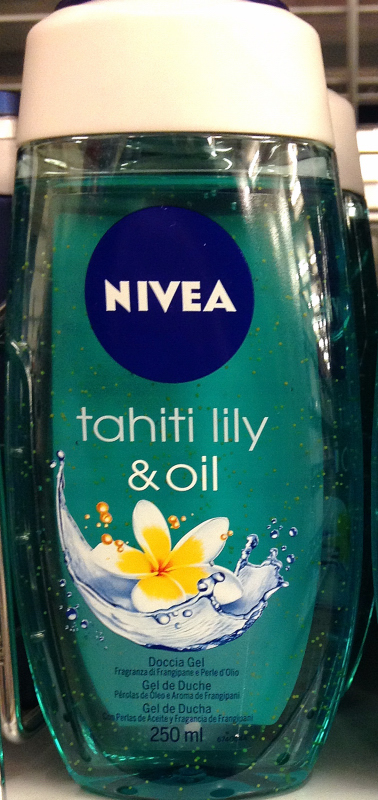 NIVEA
tahiti lily
& oil
Doccia Gel
Fragranza di Frangipane e Perle d'Olio
Gel de Duche
Pérolas de Óleo e Aroma de Frangipani
Gel de Ducha
Con Perlas de Aceite y Fragancia de Frangipani
250 ml